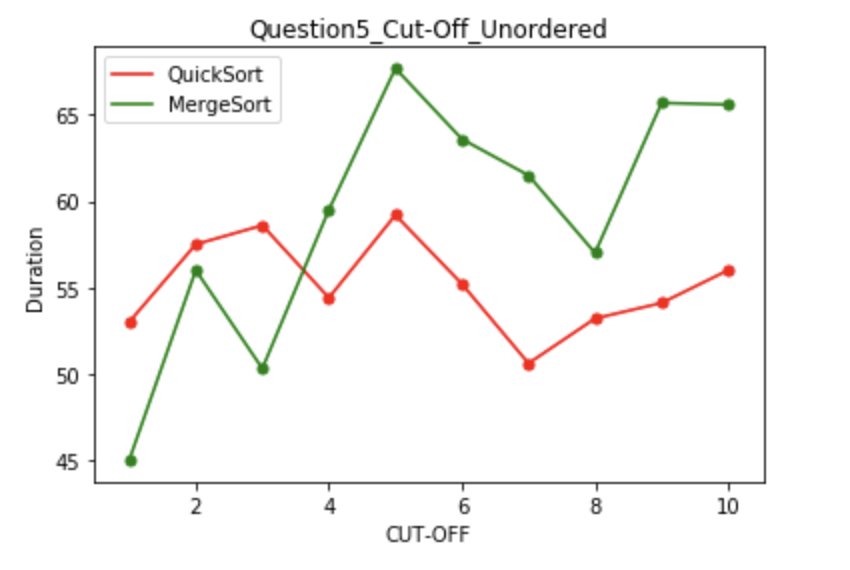 Question5_Cut-Off_Unordered
QuickSort
MergeSort
65
60
55
50
45
Duration
2 4 6 8 10
CUT-OFF